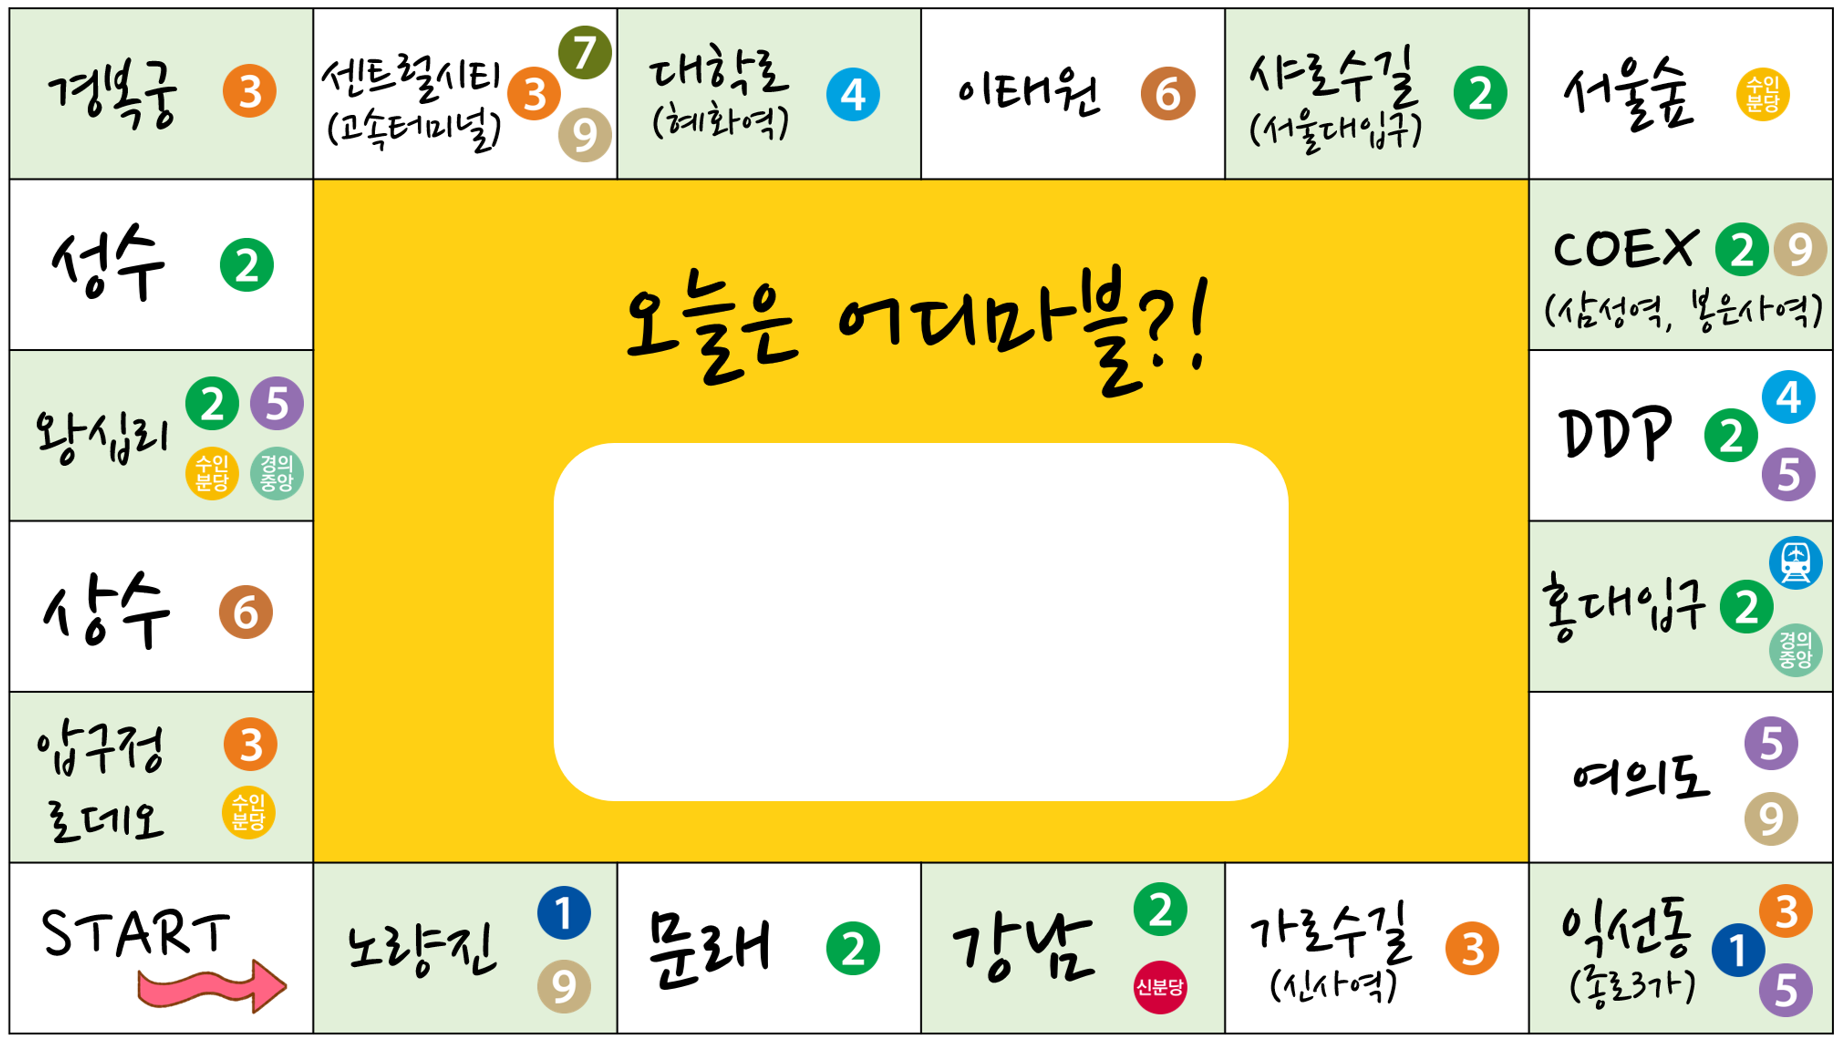 경복궁 3
센트럴시티 3 7 9
(고속터미널)
대학로 4
(혜화역)
이태원 6
샤로수길 2
(서울대입구)
서울숲 수인
분당
성수 2
오늘은 어디마블?!
COEX 2 9
(삼성역, 봉은사역)
왕십리 2 5
수인
분당
경의
중앙
DDP 2 4 5
상수 6
홍대입구 2
경의
중앙
압구정 3
로데오 수인
분당
여의도 5 9
START
노량진 1 9
문래 2
강남 2
신분당
가로수길 3
(신사역)
익선동 1 3 5
(종로3가)